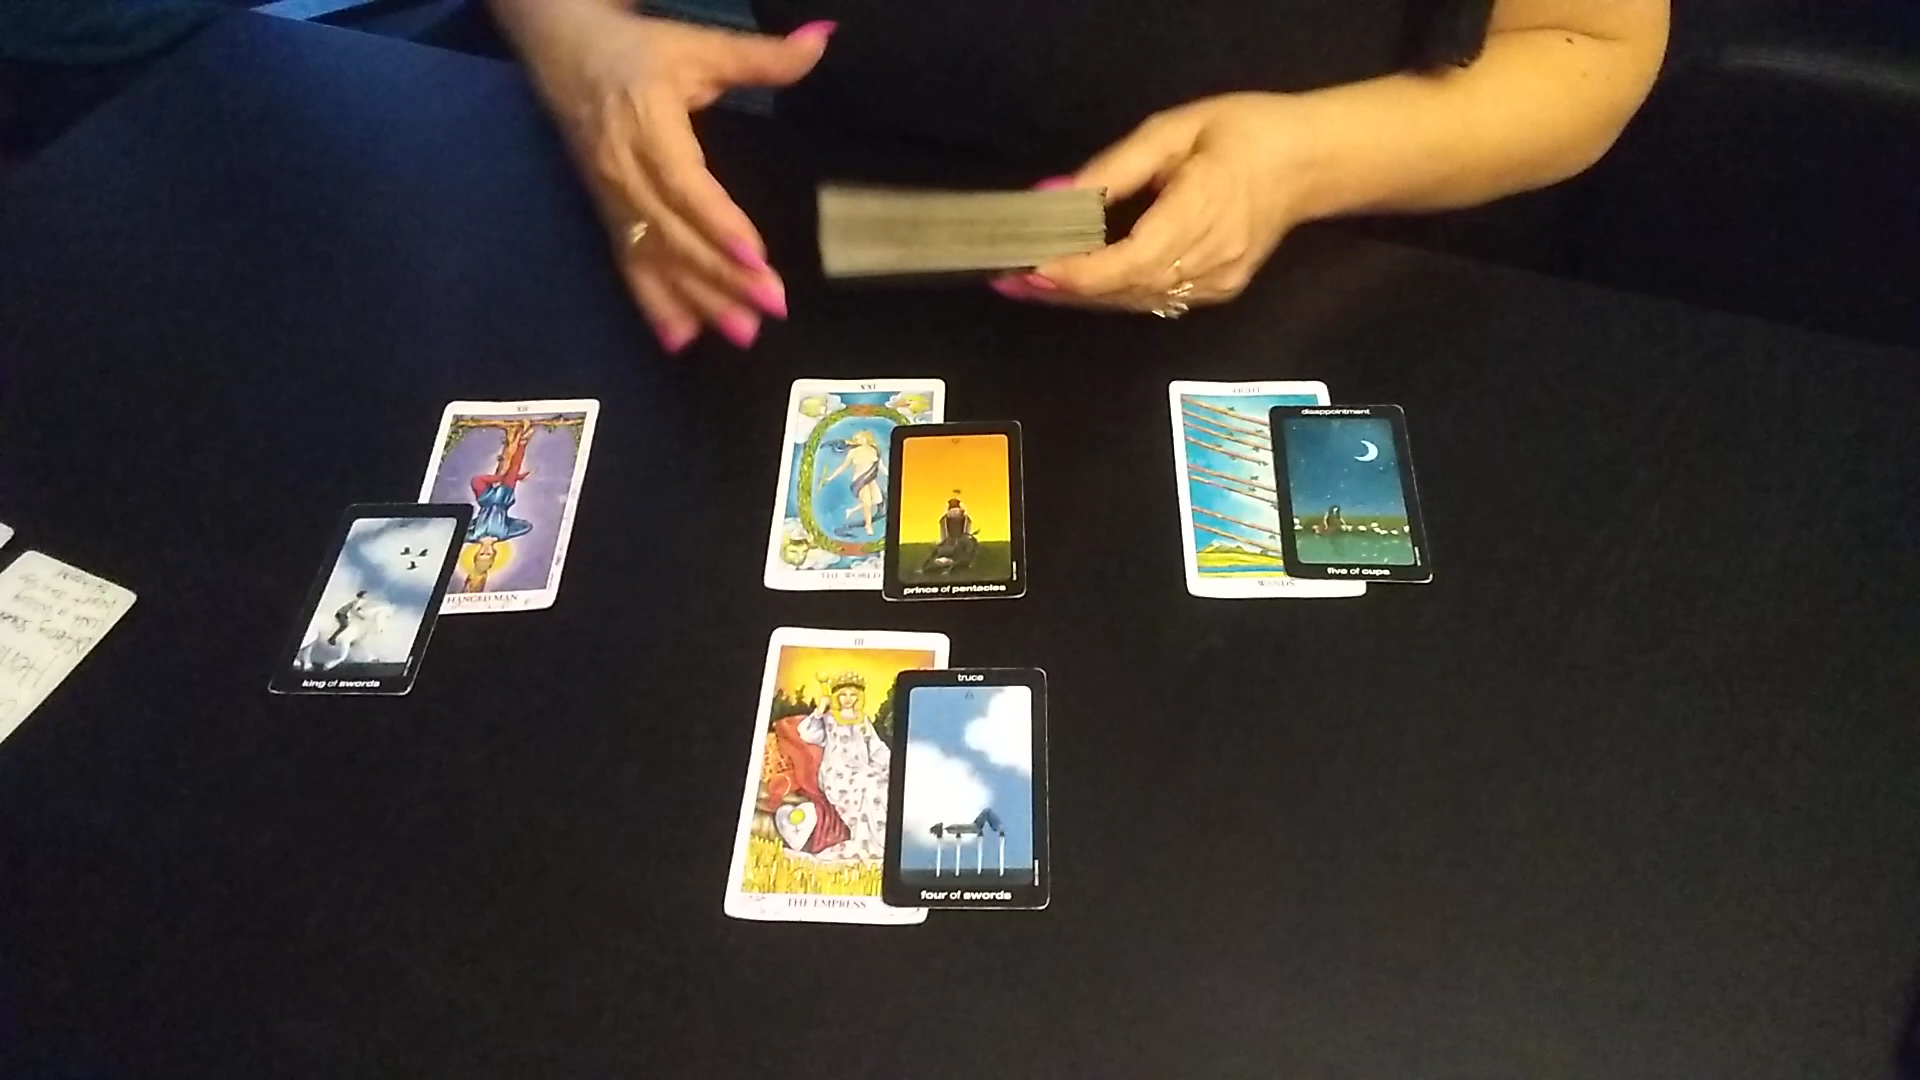 XII
HANGED MAN
king of swords
XXI
THE WORLD
prince of pentacles
EIGHT
WANDS
disappointment
five of cups
III
THE EMPRESS
truce
four of swords